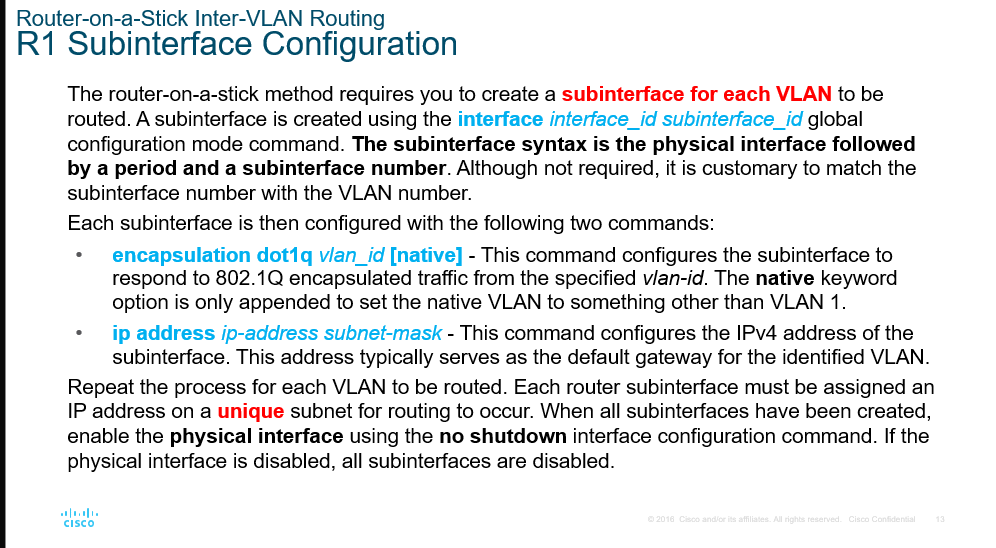 Router-on-a-Stick Inter-VLAN Routing
R1 Subinterface Configuration
The router-on-a-stick method requires you to create a subinterface for each VLAN to be
routed. A subinterface is created using the interface interface_id subinterface_id global
configuration mode command. The subinterface syntax is the physical interface followed
by a period and a subinterface number. Although not required, it is customary to match the
subinterface number with the VLAN number.
Each subinterface is then configured with the following two commands:
• encapsulation dot1q vlan_id [native] - This command configures the subinterface to
respond to 802.1Q encapsulated traffic from the specified vlan-id. The native keyword
option is only appended to set the native VLAN to something other than VLAN 1.
• ip address ip-address subnet-mask - This command configures the IPv4 address of the
subinterface. This address typically serves as the default gateway for the identified VLAN.
Repeat the process for each VLAN to be routed. Each router subinterface must be assigned an
IP address on a unique subnet for routing to occur. When all subinterfaces have been created,
enable the physical interface using the no shutdown interface configuration command. If the
physical interface is disabled, all subinterfaces are disabled.
CISCO
© 2016 Cisco and/or its affiliates. All rights reserved. Cisco Confidential 13